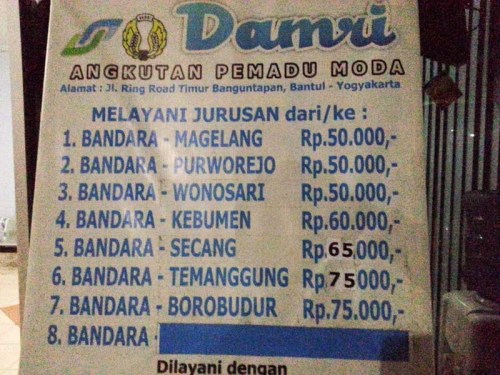 Damri
ANGKUTAN PEMADU MODA
Alamat : Jl. Ring Road Timur Banguntapan, Bantul - Yogyakarta
MELAYANI JURUSAN dari/ke :
1. BANDARA - MAGELANG Rp.50.000,-
2. BANDARA - PURWOREJO Rp.50.000,-
3. BANDARA - WONOSARI Rp.50.000,-
4. BANDARA - KEBUMEN Rp.60.000,-
5. BANDARA - SECANG Rp.65.000,-
6. BANDARA - TEMANGGUNG Rp.75.000,-
7. BANDARA - BOROBUDUR Rp.75.000,-
8. BANDARA -
Dilayani dengan